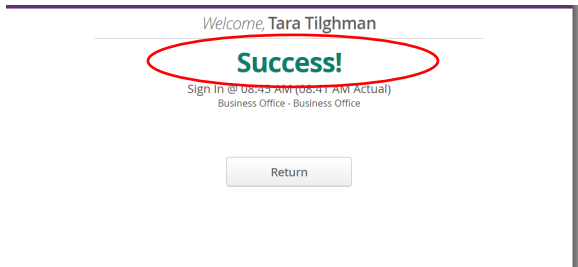 Welcome, Tara Tilghman
Success!
Sign In @ 08:45 AM (08:41 AM Actual)
Business Office - Business Office
Return